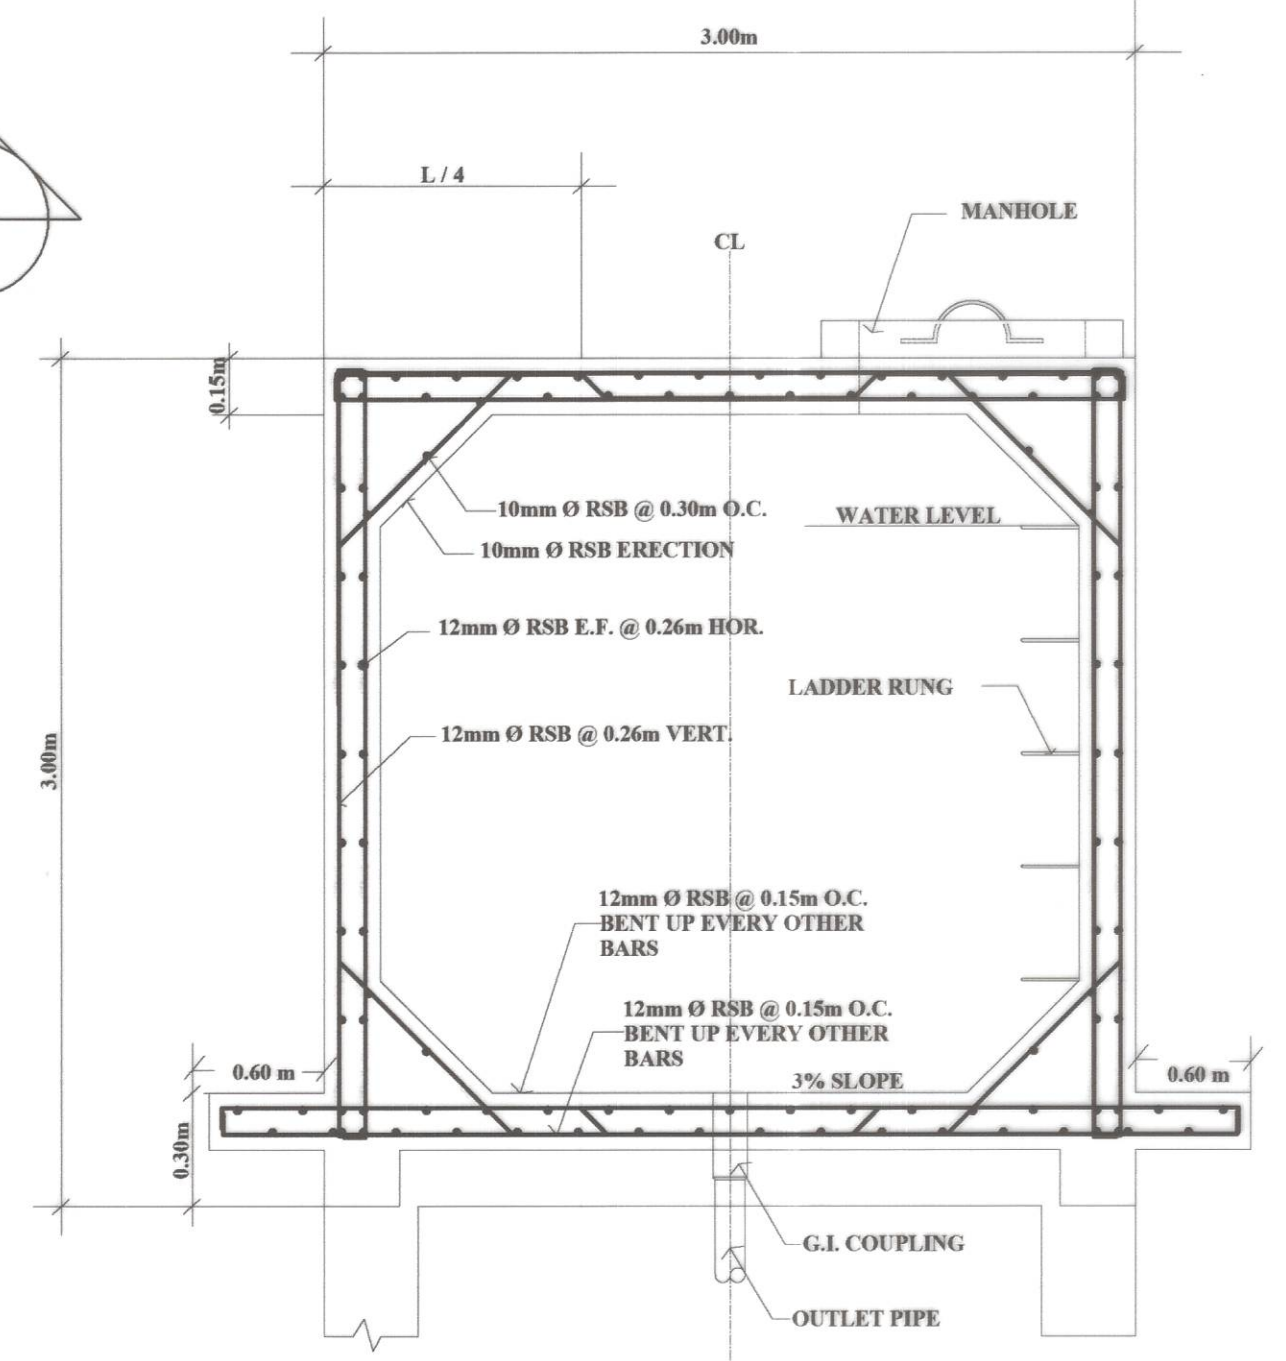 3.00m
L / 4
MANHOLE
CL
0.15m
10mm Ø RSB @ 0.30m O.C.
WATER LEVEL
10mm Ø RSB ERECTION
12mm Ø RSB E.F. @ 0.26m HOR.
LADDER RUNG
12mm Ø RSB @ 0.26m VERT.
3.00m
12mm Ø RSB @ 0.15m O.C.
BENT UP EVERY OTHER
BARS
12mm Ø RSB @ 0.15m O.C.
BENT UP EVERY OTHER
BARS
0.60 m
3% SLOPE
0.60 m
0.30m
G.I. COUPLING
OUTLET PIPE